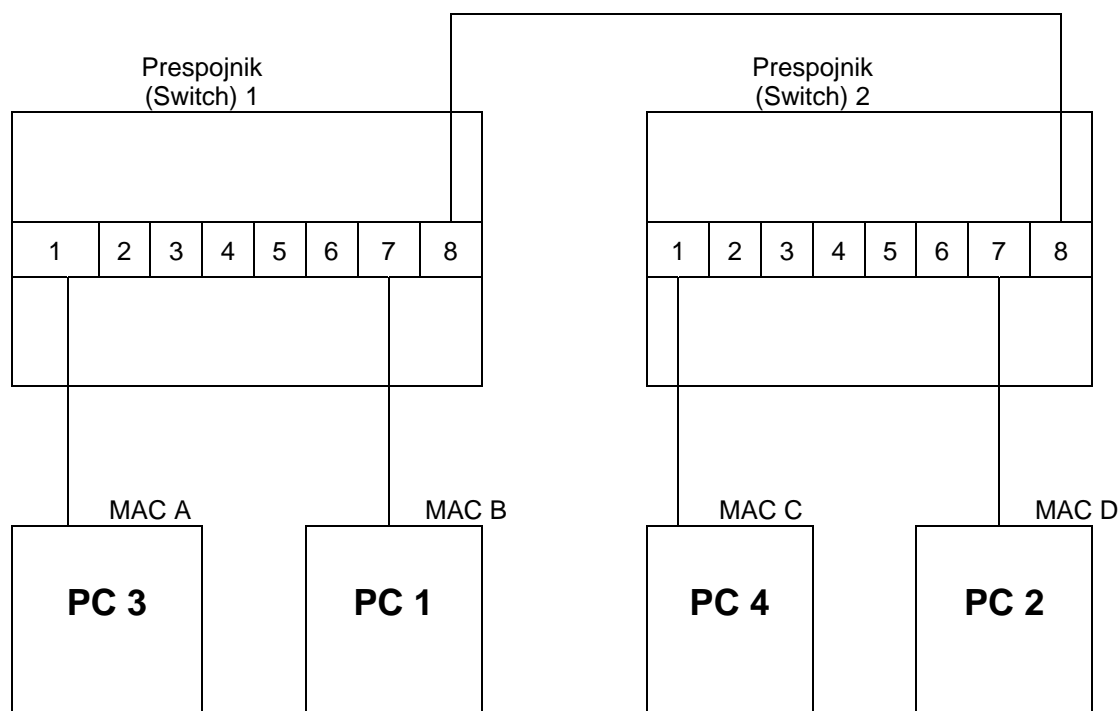 Prespojnik
(Switch) 1
Prespojnik
(Switch) 2
1 2 3 4 5 6 7 8
1 2 3 4 5 6 7 8
MAC A
MAC B
MAC C
MAC D
PC 3
PC 1
PC 4
PC 2